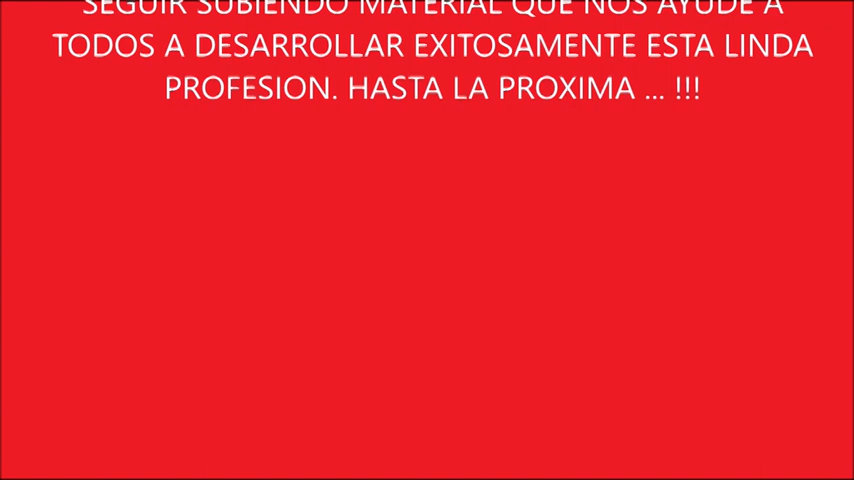 SEGUIR SUBIENDO MATERIAL QUE NOS AYUDE A
TODOS A DESARROLLAR EXITOSAMENTE ESTA LINDA
PROFESION. HASTA LA PROXIMA ... !!!